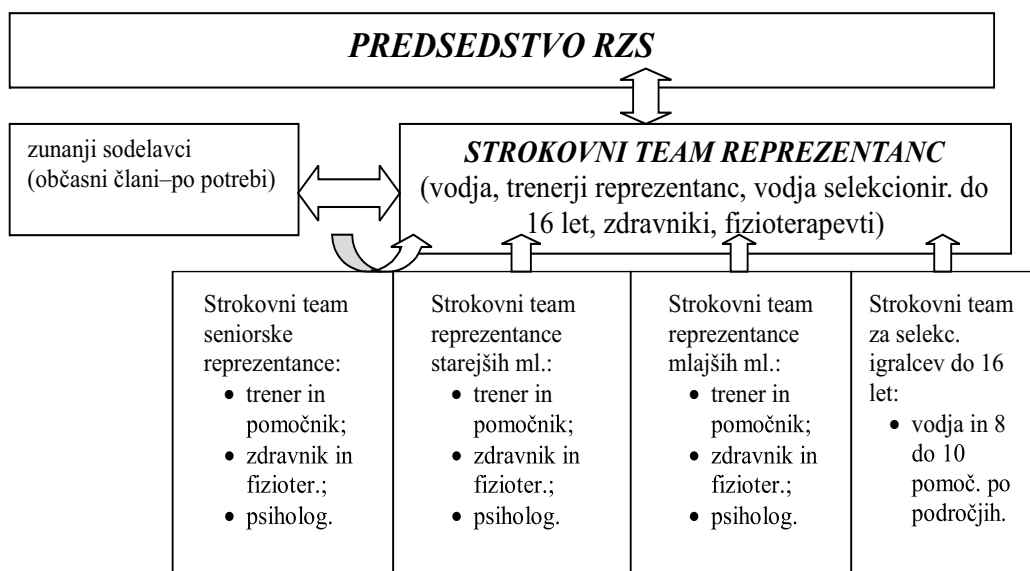 PREDSEDSTVO RZS
zunanji sodelavci
(občasni člani–po potrebi)
STROKOVNI TEAM REPREZENTANC
(vodja, trenerji reprezentanc, vodja selekcionir. do
16 let, zdravniki, fizioterapevti)
Strokovni team
seniorske
reprezentance:
• trener in
pomočnik;
• zdravnik in
fizioter.;
• psiholog.
Strokovni team
reprezentance
starejših ml.:
• trener in
pomočnik;
• zdravnik in
fizioter.;
• psiholog.
Strokovni team
reprezentance
mlajših ml.:
• trener in
pomočnik;
• zdravnik in
fizioter.;
• psiholog.
Strokovni team
za selekc.
igralcev do 16
let:
• vodja in 8
do 10
pomoč. po
področjih.